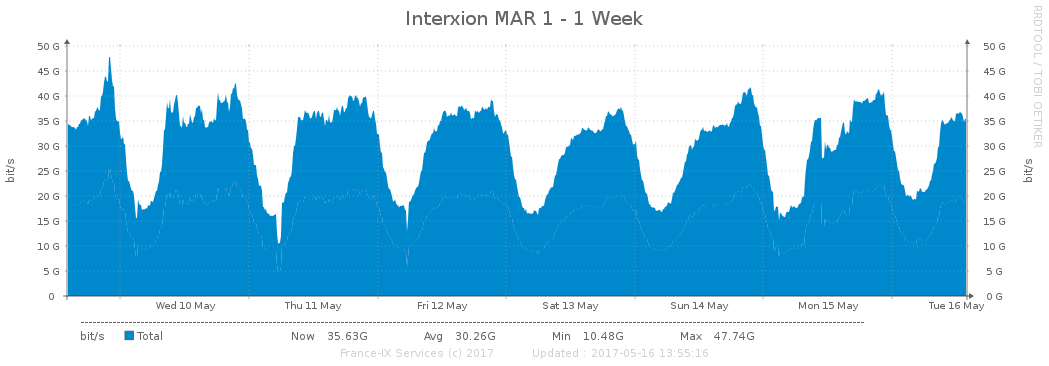 Interxion MAR 1 - 1 Week
RRDTOOL / TOBI OETIKER
50 G 50 G
45 G 45 G
40 G 40 G
35 G 35 G
30 G 30 G
25 G 25 G
20 G 20 G
15 G 15 G
10 G 10 G
5 G 5 G
0 0 G
bit/s bit/s
Wed 10 May Thu 11 May Fri 12 May Sat 13 May Sun 14 May Mon 15 May Tue 16 May
bit/s Total Now 35.63G Avg 30.26G Min 10.48G Max 47.74G
France-IX Services (c) 2017 Updated : 2017-05-16 13:55:16